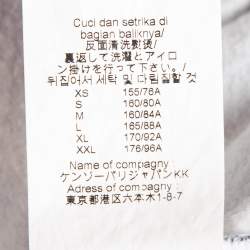 Cuci dan setrika di
bagian baliknya/
反面清洗熨烫/
裏返して洗濯とアイロ
ン掛けを行って下さい。/
뒤집어서 세탁 및 다림질할 것
XS 155/76A
S 160/80A
M 160/84A
L 165/88A
XL 170/92A
XXL 176/96A
Name of compagny :
ケンゾーパリジャパンKK
Adress of compagny :
東京都港区六本木1-8-7